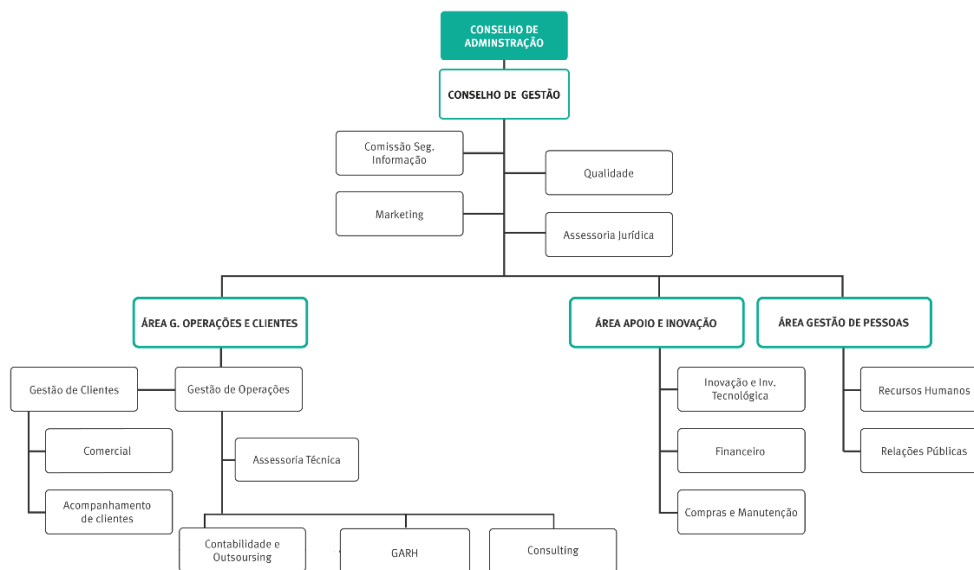 CONSELHO DE
ADMINSTRAÇÃO
CONSELHO DE GESTÃO
Comissão Seg.
Informação
Qualidade
Marketing
Assessoria Jurídica
ÁREA G. OPERAÇÕES E CLIENTES
ÁREA APOIO E INOVAÇÃO
ÁREA GESTÃO DE PESSOAS
Gestão de Clientes
Gestão de Operações
Inovação e Inv.
Tecnológica
Recursos Humanos
Comercial
Assessoria Técnica
Financeiro
Relações Públicas
Acompanhamento
de clientes
Compras e Manutenção
Contabilidade e
Outsoursing
GARH
Consulting